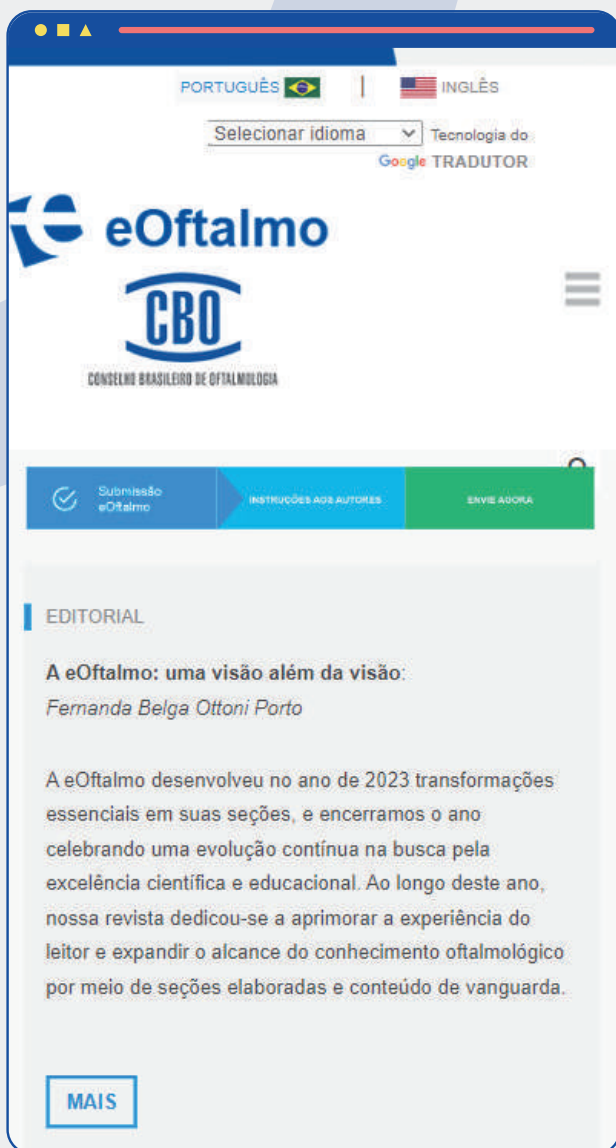 PORTUGUÊS | INGLÊS
Selecionar idioma Tecnologia do
Google TRADUTOR
eOftalmo
CBO
CONSELHO BRASILEIRO DE OFTALMOLOGIA
Submissão
eOftalmo
INSTRUÇÕES AOS AUTORES
ENVIE AGORA
EDITORIAL
A eOftalmo: uma visão além da visão:
Fernanda Belga Ottoni Porto
A eOftalmo desenvolveu no ano de 2023 transformações
essenciais em suas seções, e encerramos o ano
celebrando uma evolução contínua na busca pela
excelência científica e educacional. Ao longo deste ano,
nossa revista dedicou-se a aprimorar a experiência do
leitor e expandir o alcance do conhecimento oftalmológico
por meio de seções elaboradas e conteúdo de vanguarda.
MAIS